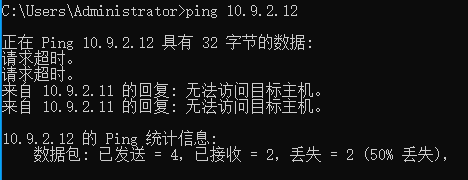 C:\Users\Administrator>ping 10.9.2.12
正在 Ping 10.9.2.12 具有 32 字节的数据:
请求超时。
请求超时。
来自 10.9.2.11 的回复: 无法访问目标主机。
来自 10.9.2.11 的回复: 无法访问目标主机。
10.9.2.12 的 Ping 统计信息:
数据包: 已发送 = 4，已接收 = 2，丢失 = 2 (50% 丢失)，